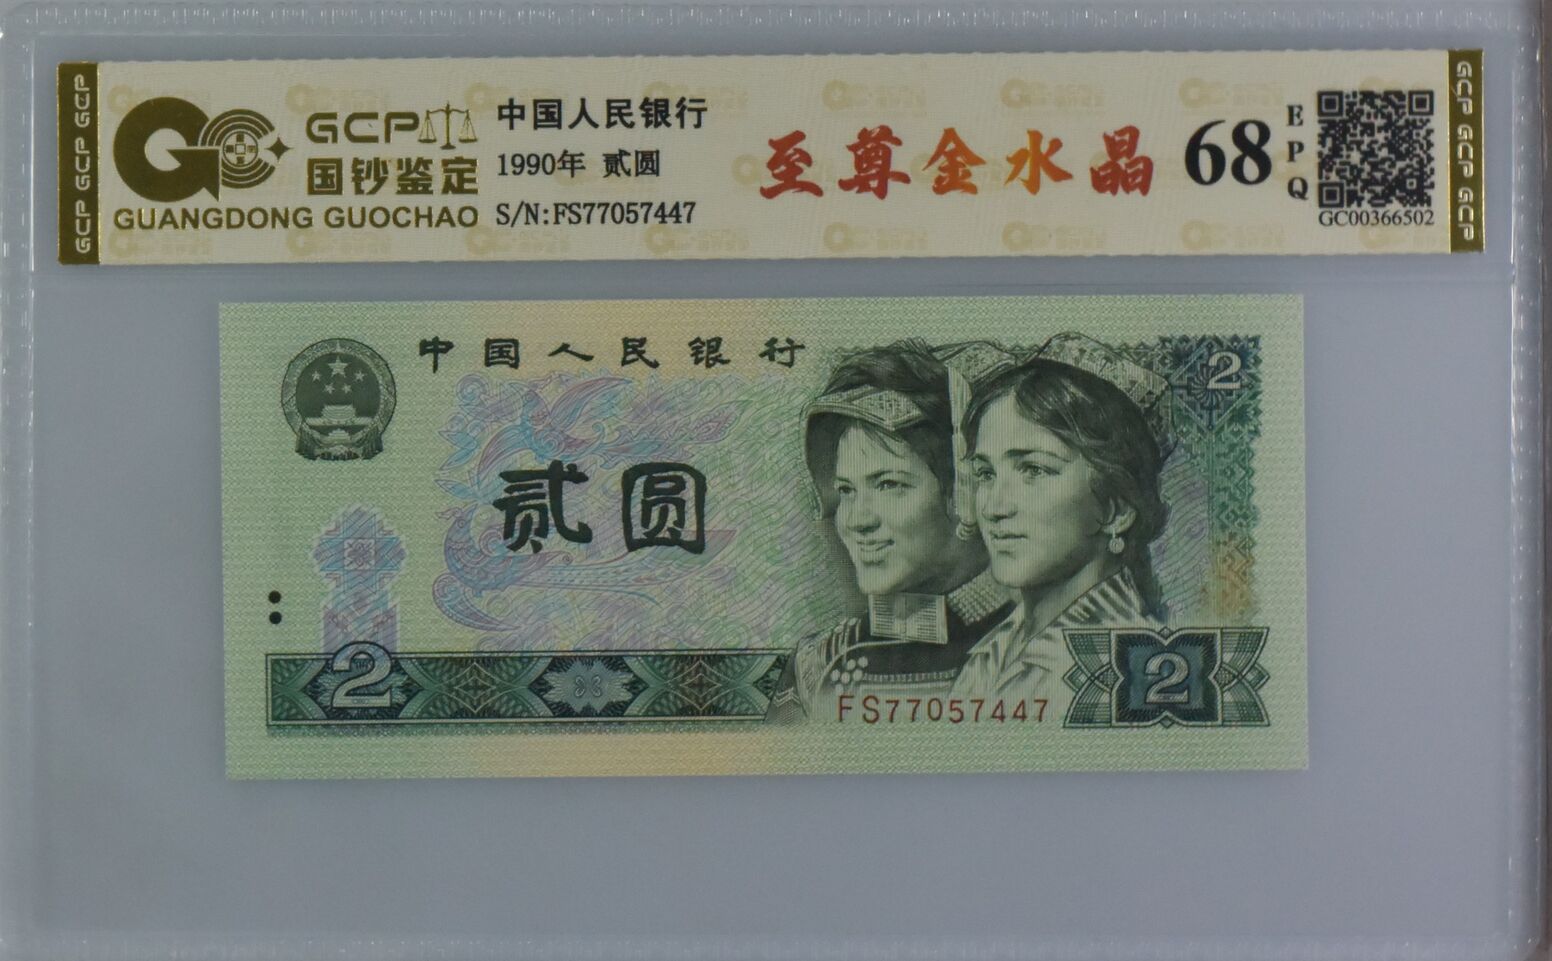 GCP GCP GCP
GCP
国钞鉴定
GUANGDONG GUOCHAO
中国人民银行
1990年 贰圆
S/N:FS77057447
至尊金水晶
68
EPQ
GC00366502
GCP GCP GCP
中国人民银行
2
贰圆
2
FS77057447
2